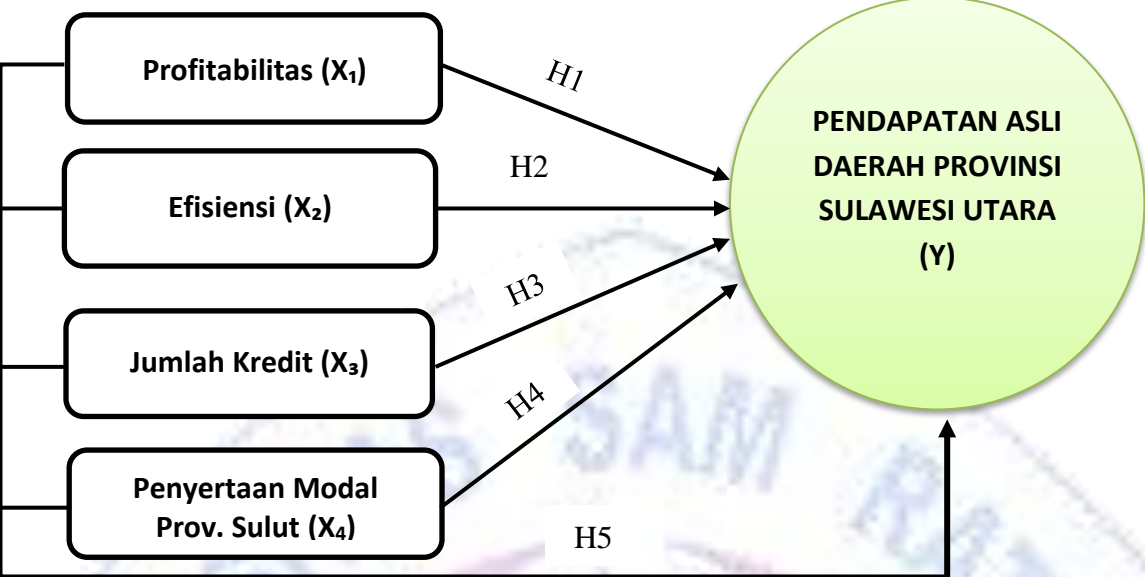 Profitabilitas (X₁)
H1
Efisiensi (X₂)
H2
Jumlah Kredit (X₃)
H3
Penyertaan Modal
Prov. Sulut (X₄)
H4
H5
PENDAPATAN ASLI
DAERAH PROVINSI
SULAWESI UTARA
(Y)
SAM